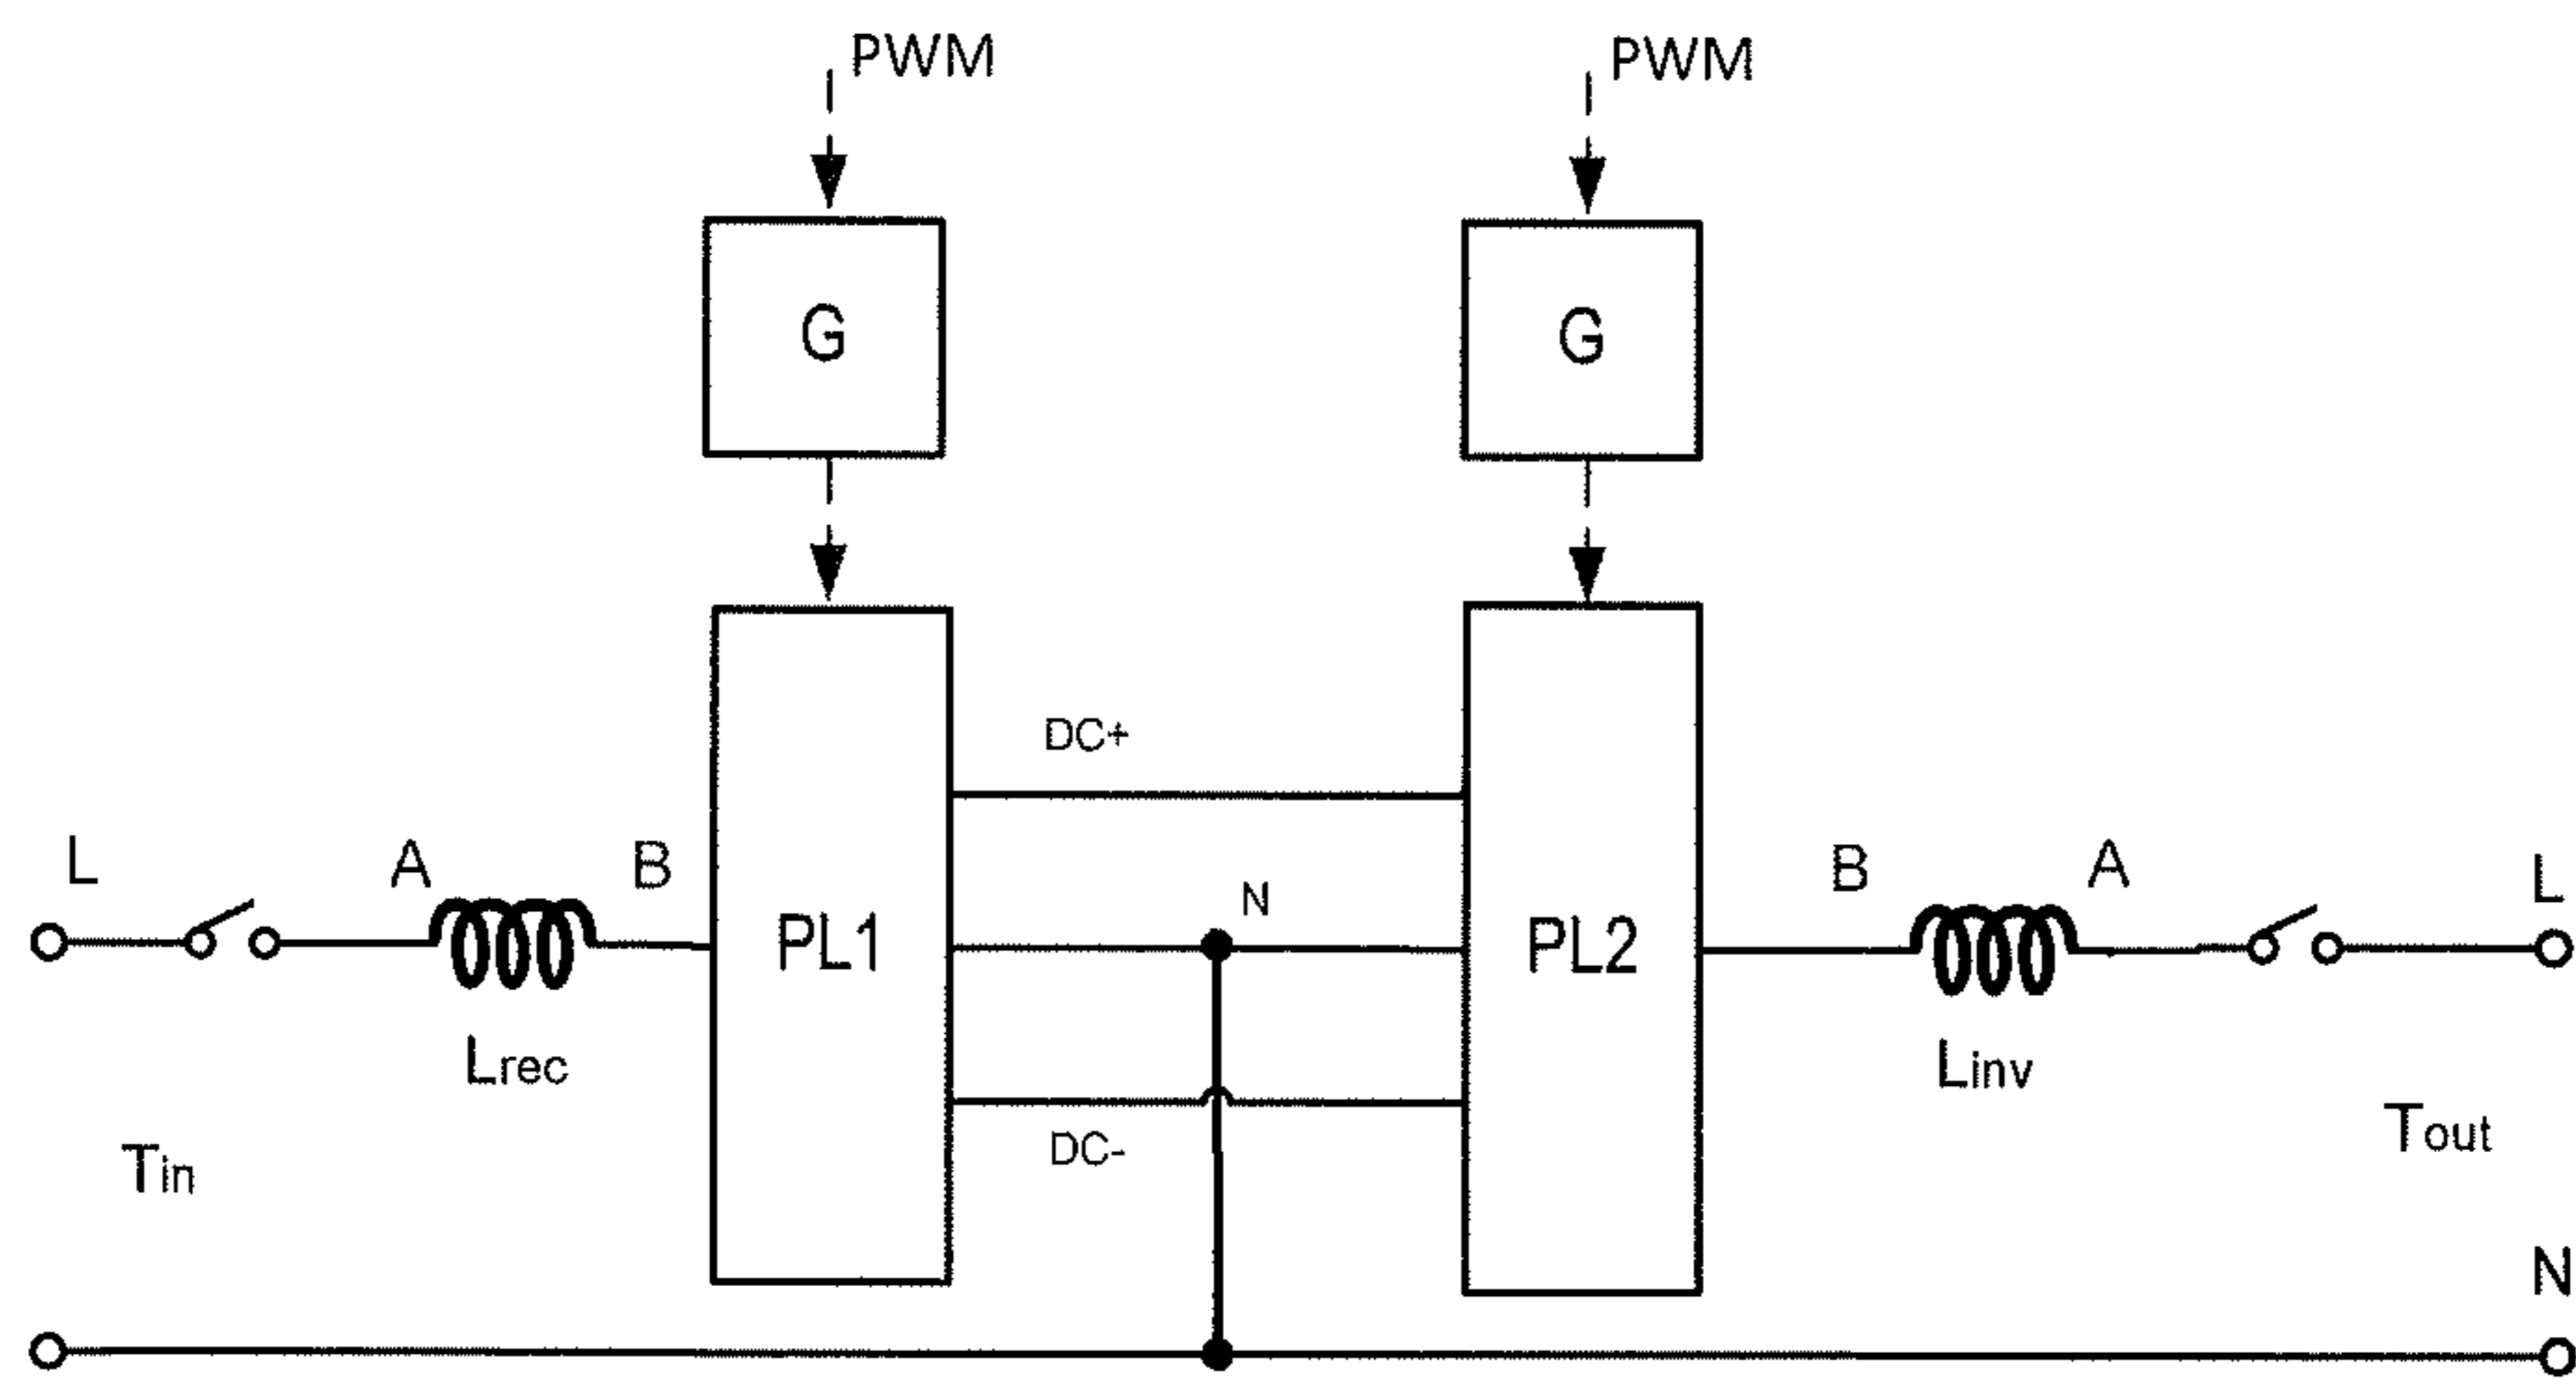 PWM PWM
G G
DC+
L A B PL1 N PL2 B A L
Lrec Linv
Tin DC- Tout
N